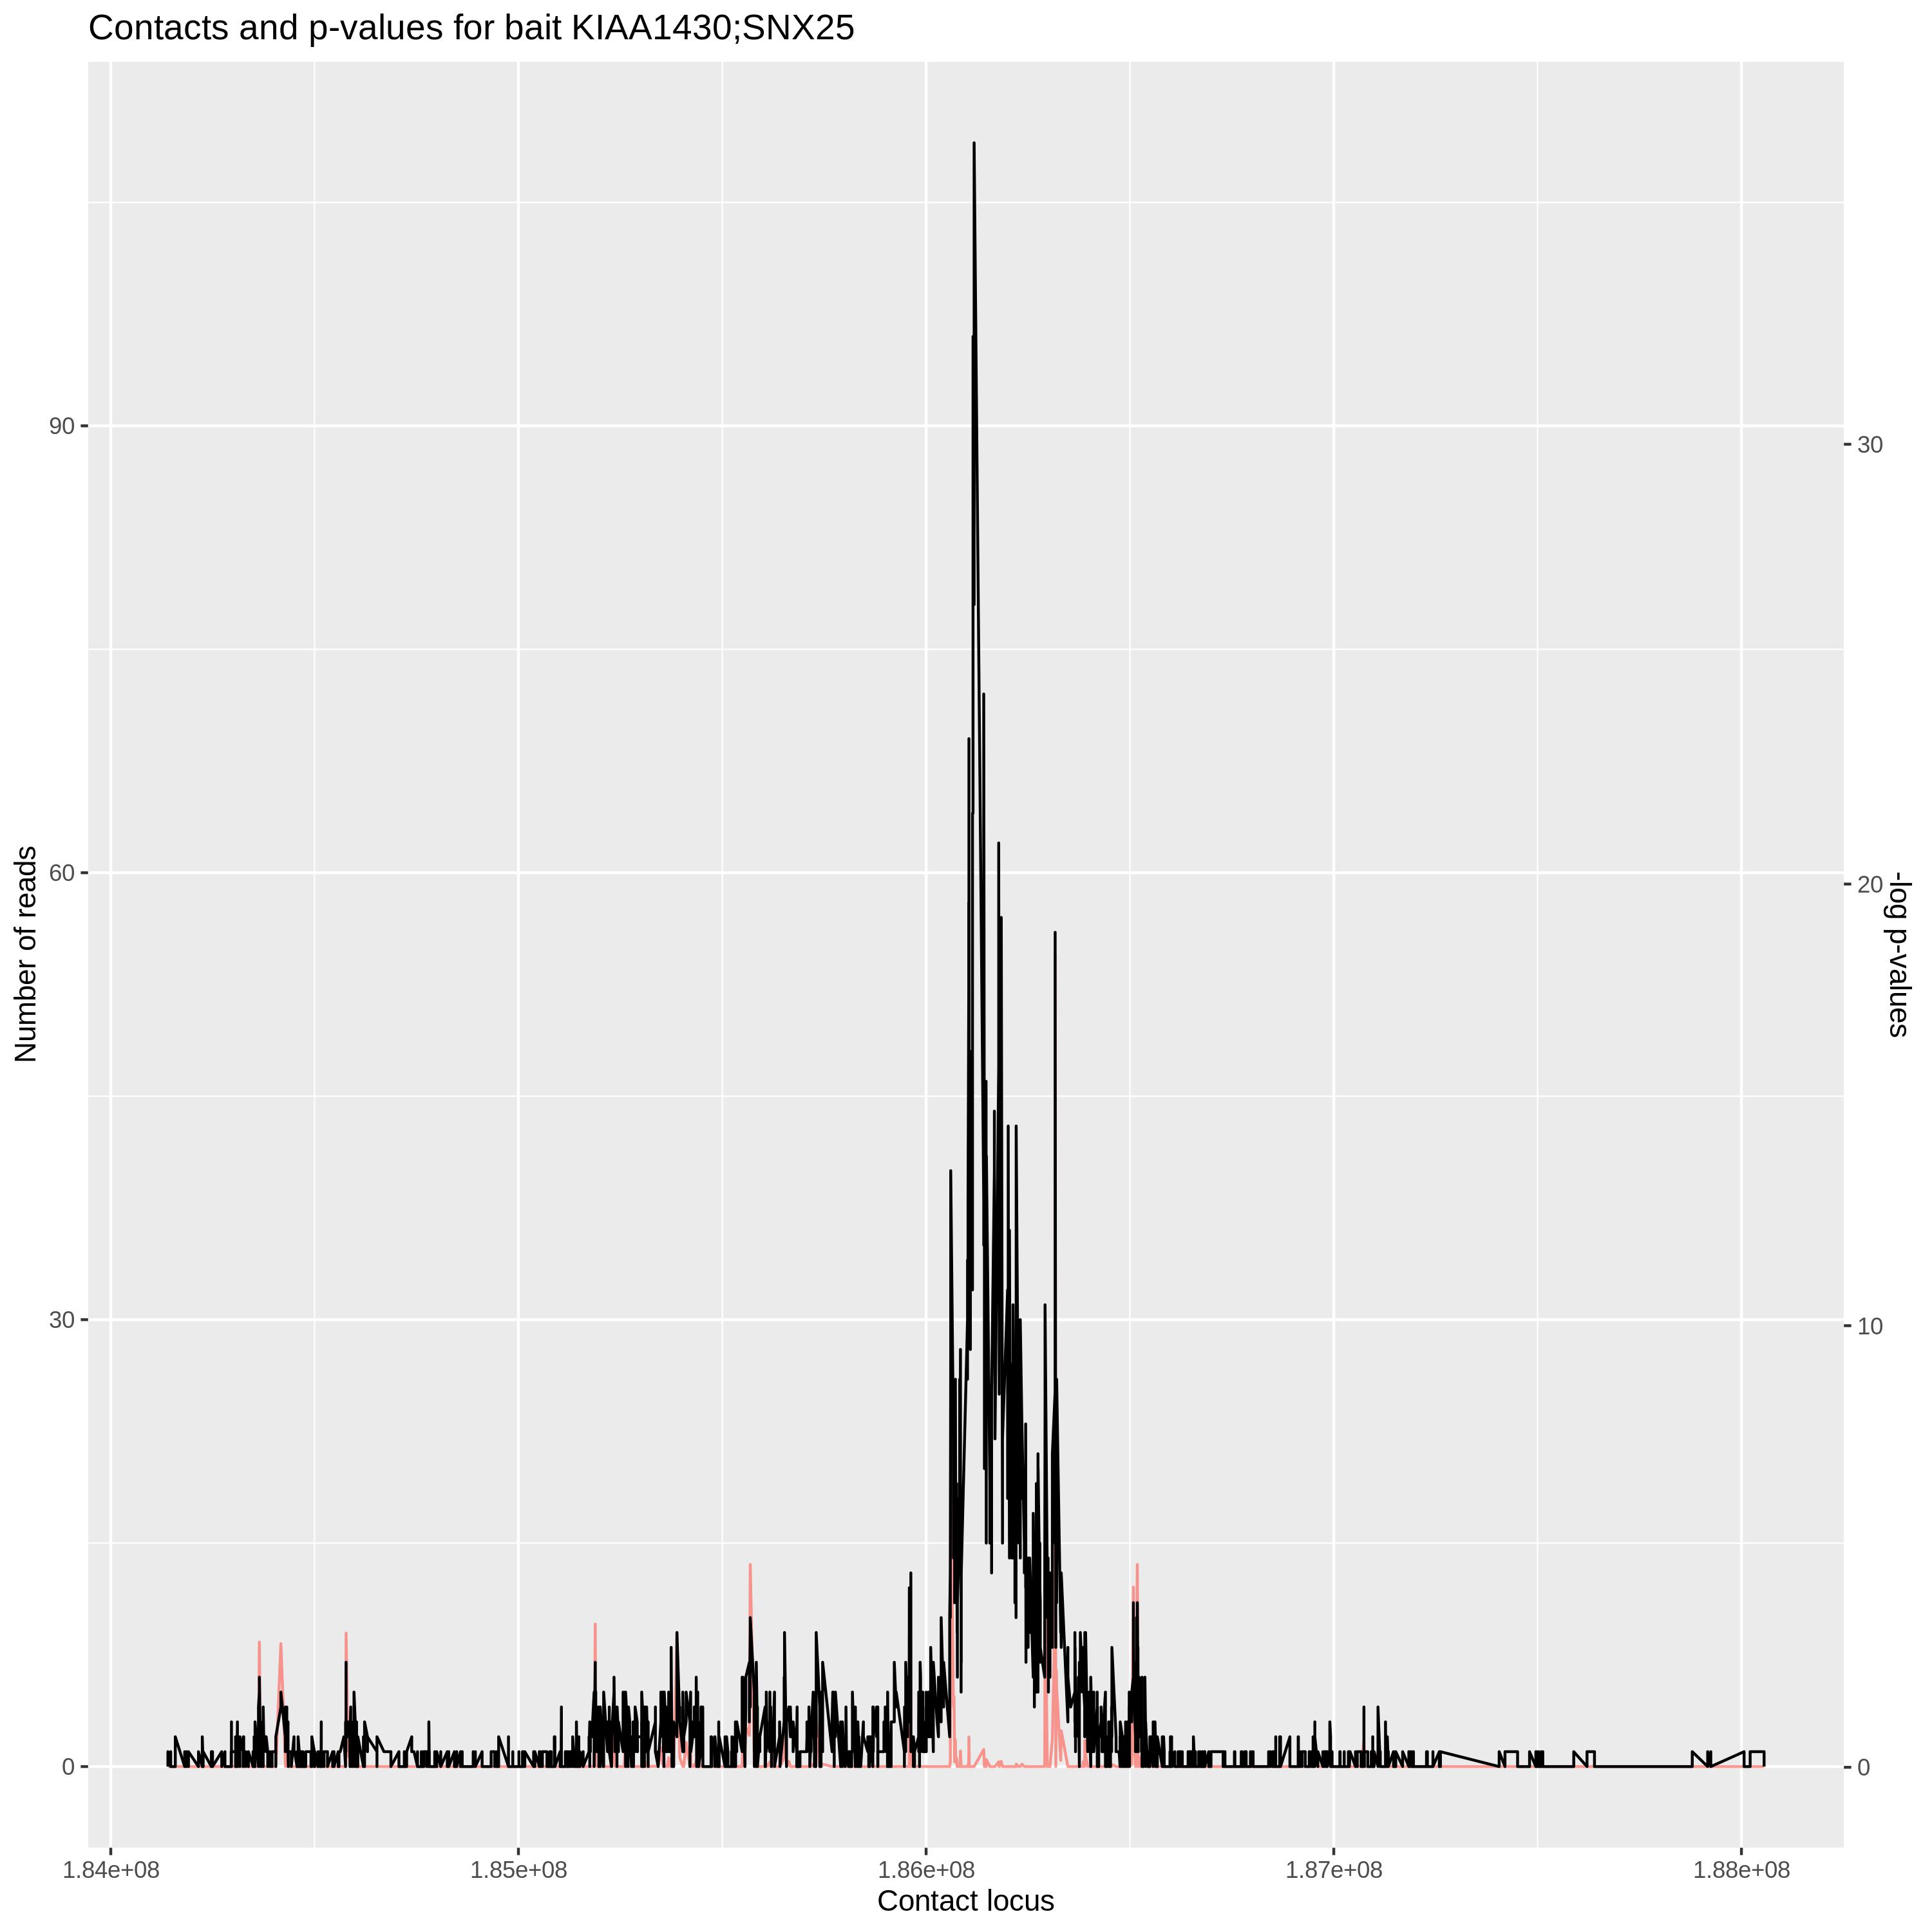 Contacts and p-values for bait KIAA1430;SNX25
Number of reads
90
60
30
0
30
20
10
0
-log p-values
1.84e+08 1.85e+08 1.86e+08 1.87e+08 1.88e+08
Contact locus